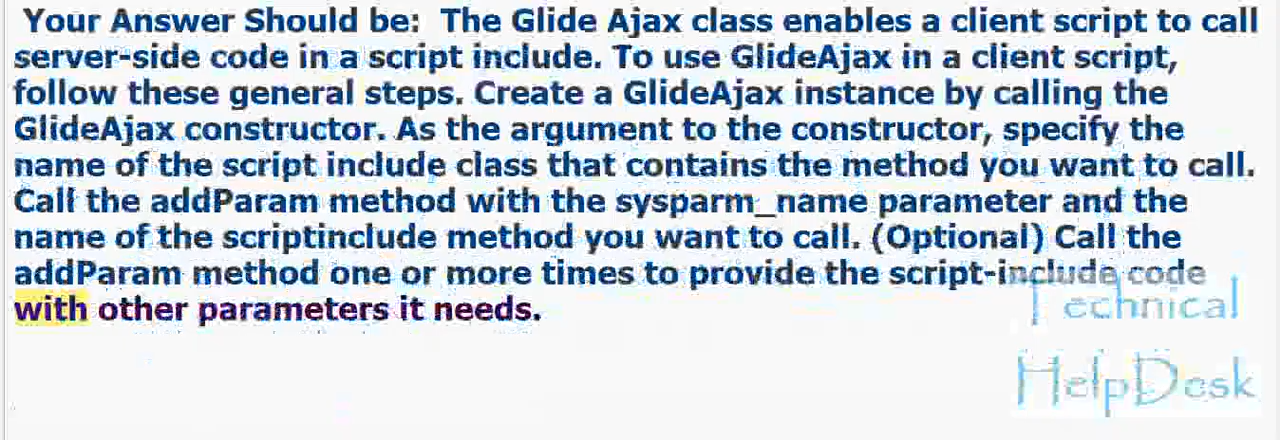 Your Answer Should be: The Glide Ajax class enables a client script to call
server-side code in a script include. To use GlideAjax in a client script,
follow these general steps. Create a GlideAjax instance by calling the
GlideAjax constructor. As the argument to the constructor, specify the
name of the script include class that contains the method you want to call.
Call the addParam method with the sysparm_name parameter and the
name of the scriptinclude method you want to call. (Optional) Call the
addParam method one or more times to provide the script-include code
with other parameters it needs.
Technical
HelpDesk